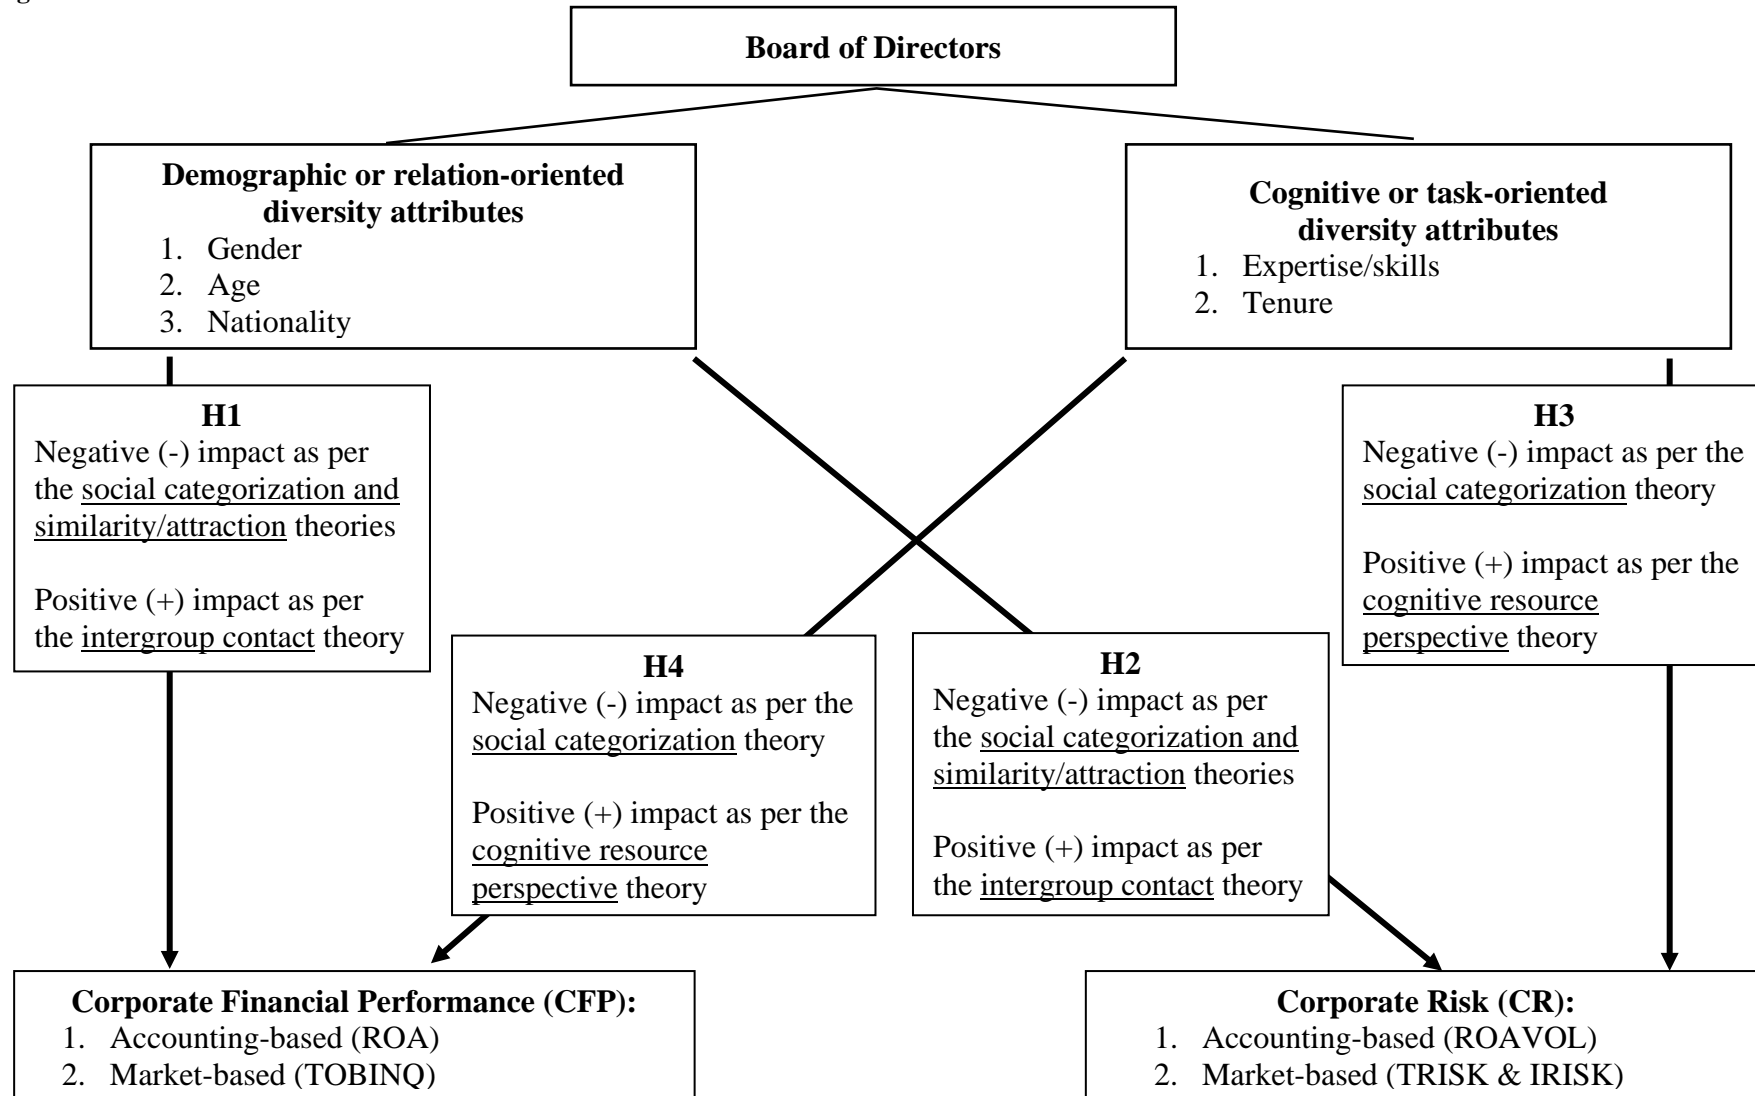 Board of Directors
Demographic or relation-oriented
diversity attributes
1. Gender
2. Age
3. Nationality
Cognitive or task-oriented
diversity attributes
1. Expertise/skills
2. Tenure
H1
Negative (-) impact as per
the social categorization and
similarity/attraction theories
Positive (+) impact as per
the intergroup contact theory
H3
Negative (-) impact as per the
social categorization theory
Positive (+) impact as per the
cognitive resource
perspective theory
H4
Negative (-) impact as per the
social categorization theory
Positive (+) impact as per the
cognitive resource
perspective theory
H2
Negative (-) impact as per
the social categorization and
similarity/attraction theories
Positive (+) impact as per
the intergroup contact theory
Corporate Financial Performance (CFP):
1. Accounting-based (ROA)
2. Market-based (TOBINQ)
Corporate Risk (CR):
1. Accounting-based (ROAVOL)
2. Market-based (TRISK & IRISK)